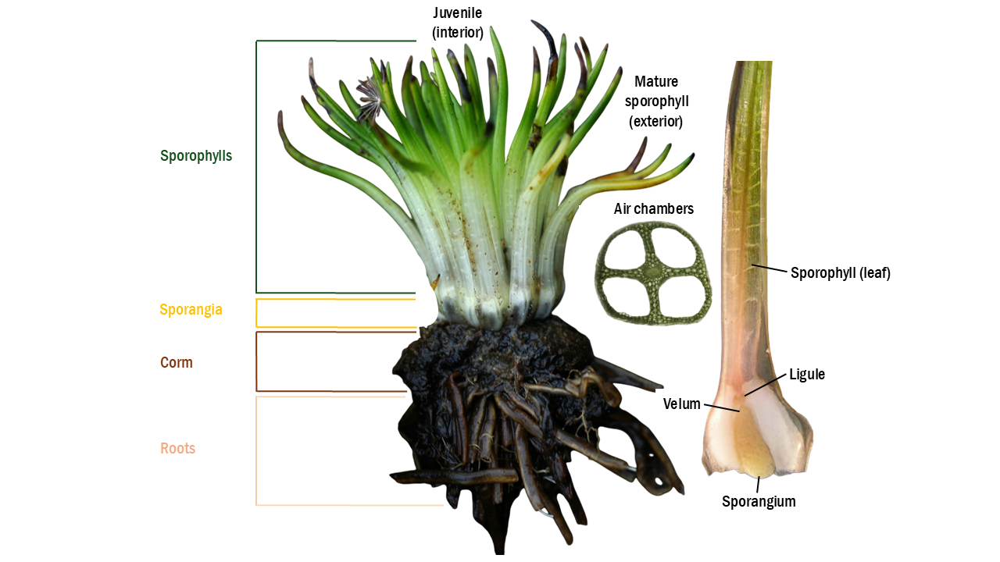 Juvenile
(interior)
Mature
sporophyll
(exterior)
Sporophylls
Air chambers
Sporophyll (leaf)
Sporangia
Corm
Ligule
Velum
Roots
Sporangium